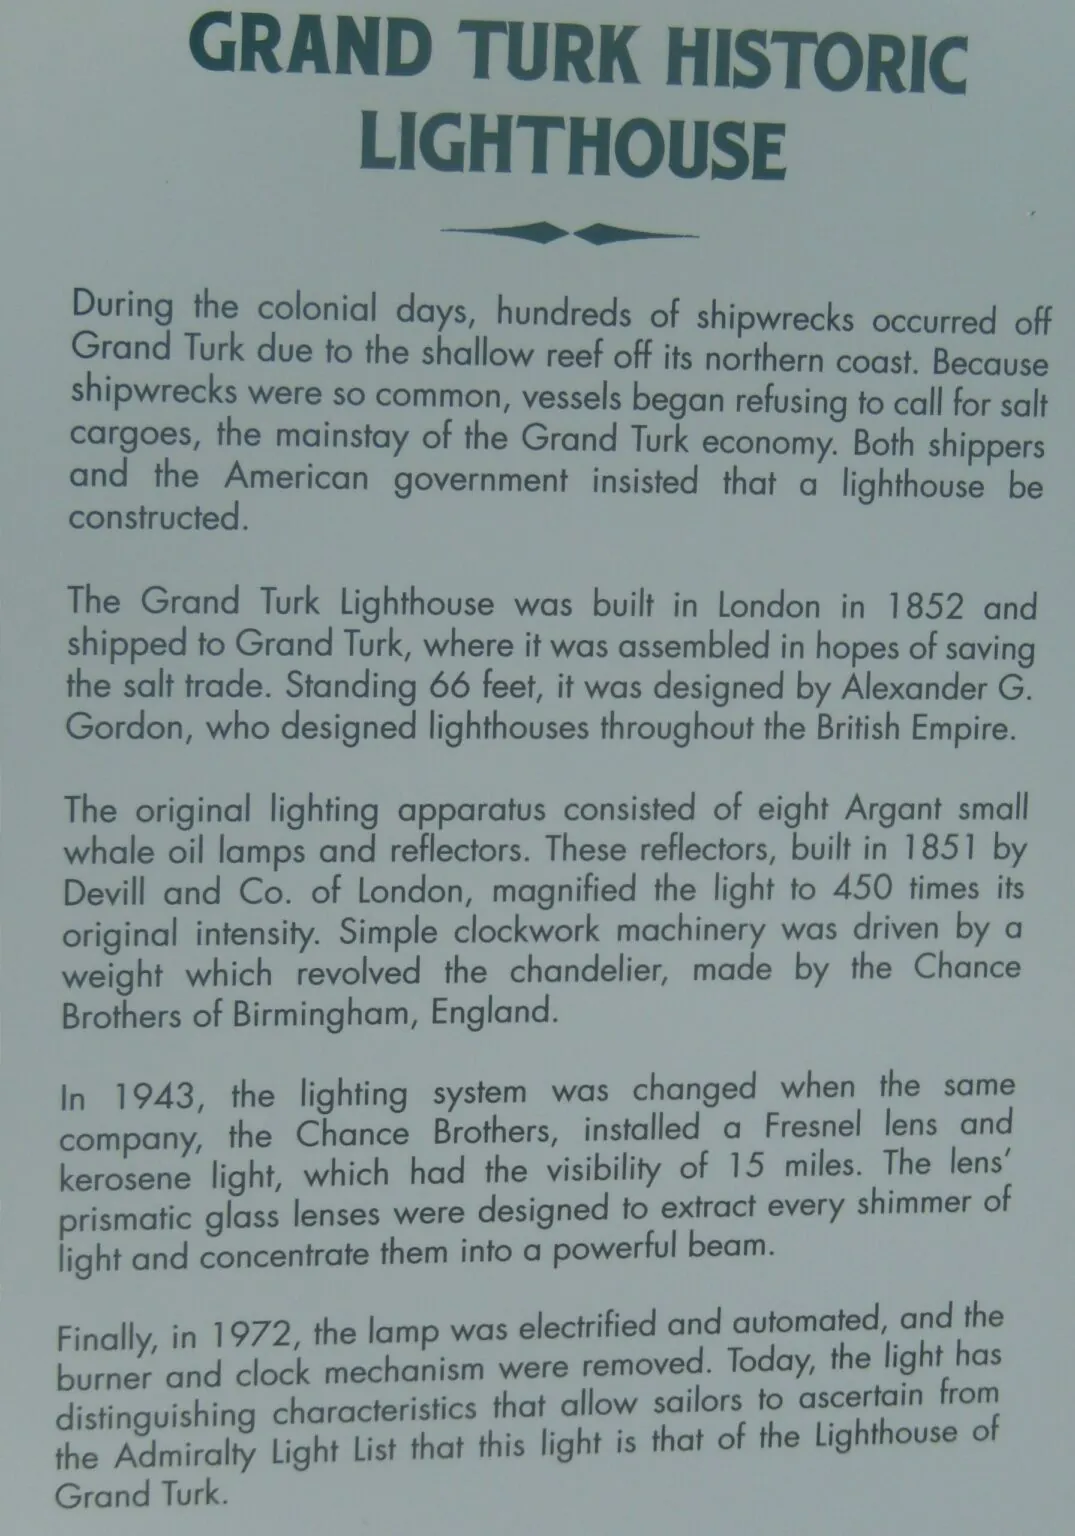 GRAND TURK HISTORIC
LIGHTHOUSE
During the colonial days, hundreds of shipwrecks occurred off
Grand Turk due to the shallow reef off its northern coast. Because
shipwrecks were so common, vessels began refusing to call for salt
cargoes, the mainstay of the Grand Turk economy. Both shippers
and the American government insisted that a lighthouse be
constructed.
The Grand Turk Lighthouse was built in London in 1852 and
shipped to Grand Turk, where it was assembled in hopes of saving
the salt trade. Standing 66 feet, it was designed by Alexander G.
Gordon, who designed lighthouses throughout the British Empire.
The original lighting apparatus consisted of eight Argant small
whale oil lamps and reflectors. These reflectors, built in 1851 by
Devill and Co. of London, magnified the light to 450 times its
original intensity. Simple clockwork machinery was driven by a
weight which revolved the chandelier, made by the Chance
Brothers of Birmingham, England.
In 1943, the lighting system was changed when the same
company, the Chance Brothers, installed a Fresnel lens and
kerosene light, which had the visibility of 15 miles. The lens'
prismatic glass lenses were designed to extract every shimmer of
light and concentrate them into a powerful beam.
Finally, in 1972, the lamp was electrified and automated, and the
burner and clock mechanism were removed. Today, the light has
distinguishing characteristics that allow sailors to ascertain from
the Admiralty Light List that this light is that of the Lighthouse of
Grand Turk.